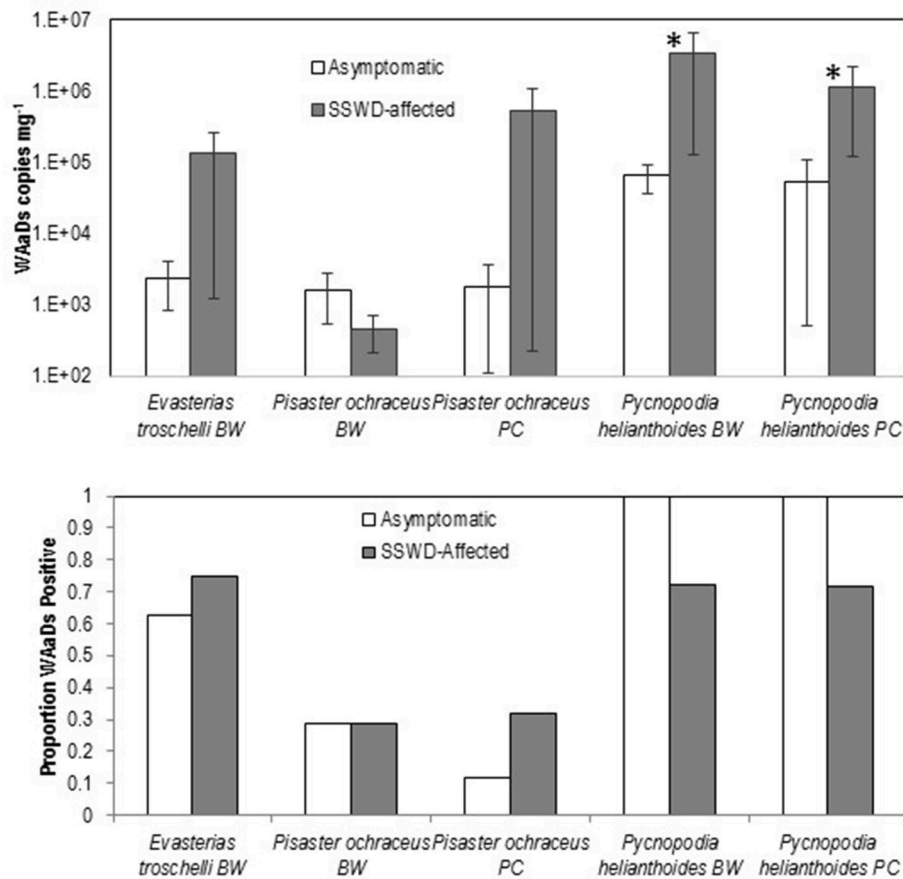 WAaDs copies mg⁻¹
1.E+07
1.E+06
1.E+05
1.E+04
1.E+03
1.E+02
Asymptomatic
SSWD-affected
*
*
Evasterias
troschelli BW
Pisaster ochraceus
BW
Pisaster ochraceus
PC
Pycnopodia
helianthoides BW
Pycnopodia
helianthoides PC
Proportion WAaDs Positive
1
0.9
0.8
0.7
0.6
0.5
0.4
0.3
0.2
0.1
0
Asymptomatic
SSWD-Affected
Evasterias
troschelli BW
Pisaster ochraceus
BW
Pisaster ochraceus
PC
Pycnopodia
helianthoides BW
Pycnopodia
helianthoides PC